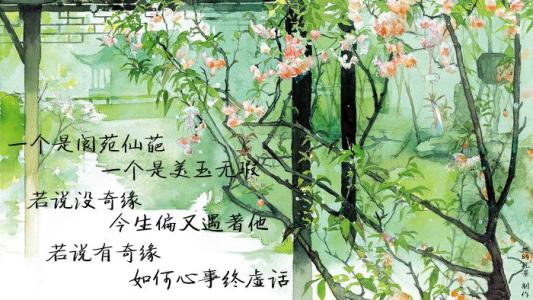 一个是阆苑仙葩
一个是美玉无瑕
若说没奇缘
今生偏又遇着他
若说有奇缘
如何心事终虚话
制作